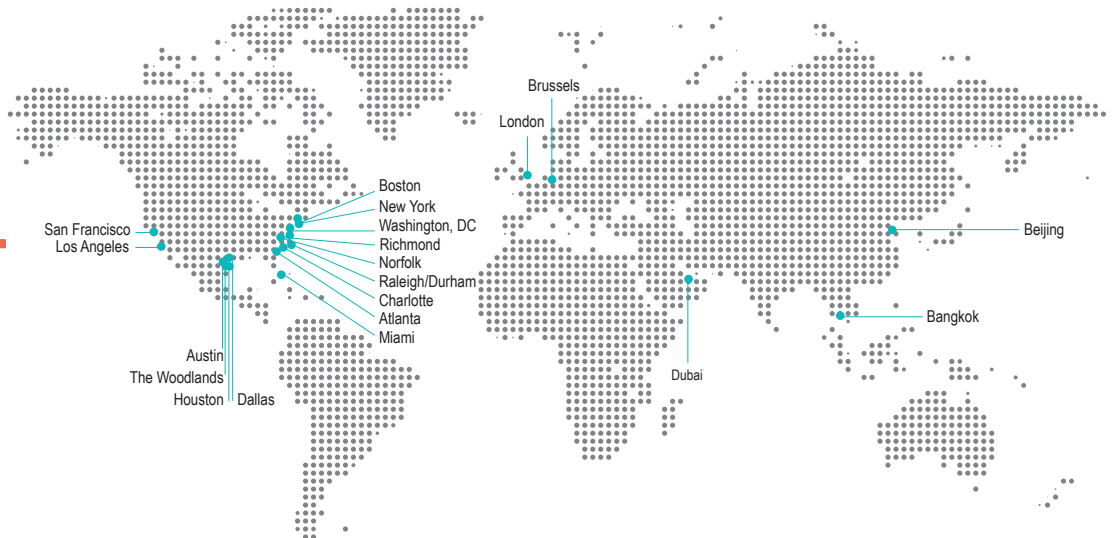 Brussels
London
Boston
New York
Washington, DC
Richmond
Norfolk
Raleigh/Durham
Charlotte
Atlanta
Miami
San Francisco
Los Angeles
Austin
The Woodlands
Houston
Dallas
Beijing
Bangkok
Dubai